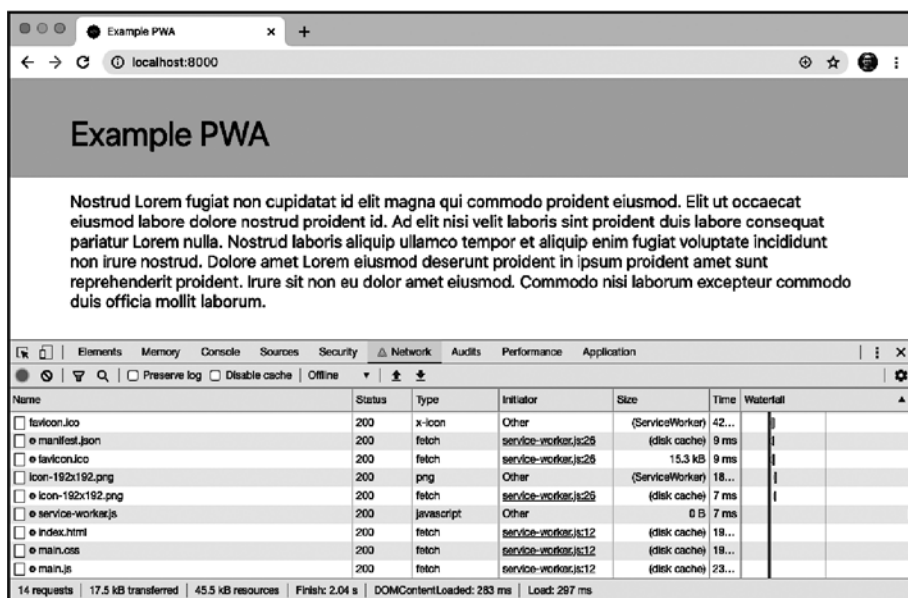 Example PWA
localhost:8000
Example PWA
Nostrud Lorem fugiat non cupidatat id elit magna qui commodo proident eiusmod. Elit ut occaecat
eiusmod labore dolore nostrud proident id. Ad elit nisi velit laboris sint proident duis labore consequat
pariatur Lorem nulla. Nostrud laboris aliquip ullamco tempor et aliquip enim fugiat voluptate incididunt
non irure nostrud. Dolore amet Lorem eiusmod deserunt proident in ipsum proident amet sunt
reprehenderit proident. Irure sit non eu dolor amet eiusmod. Commodo nisi laborum excepteur commodo
duis officia mollit laborum.
Elements Memory Console Sources Security Network Audits Performance Application
Preserve log Disable cache Offline
Name Status Type Initiator Size Time Waterfall
favicon.ico 200 x-icon Other (ServiceWorker) 42...
manifest.json 200 fetch service-worker.js:26 (disk cache) 9 ms
favicon.ico 200 fetch service-worker.js:26 15.3 kB 9 ms
icon-192x192.png 200 png Other (ServiceWorker) 18...
icon-192x192.png 200 fetch service-worker.js:26 (disk cache) 7 ms
service-worker.js 200 javascript Other 0 B 7 ms
index.html 200 fetch service-worker.js:12 (disk cache) 19...
main.css 200 fetch service-worker.js:12 (disk cache) 19...
main.js 200 fetch service-worker.js:12 (disk cache) 23...
14 requests 17.5 kB transferred 45.5 kB resources Finish: 2.04 s DOMContentLoaded: 283 ms Load: 297 ms